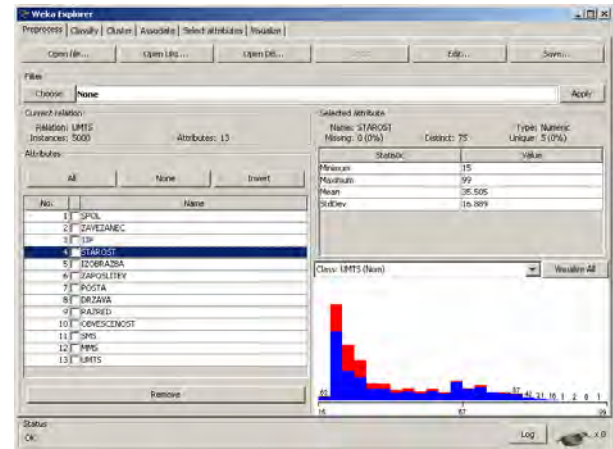 Weka Explorer
Preprocess Classify Cluster Associate Select attributes Visualize
Open file... Open URL... Open DB... Edit... Save...
Filter
Choose None Apply
Current relation
Relation: UMTS
Instances: 5000 Attributes: 13
Selected attribute
Name: STAROST Type: Numeric
Missing: 0 (0%) Distinct: 75 Unique: 5 (0%)
Attributes
All None Invert
No. Name
1 SPOL
2 ZAVEZANEC
3
4 STAROST
5 IZOBRAZBA
6 ZAPOSLITEV
7 POSTA
8 DRZAVA
9 RAZRED
10 OBVESCENOST
11 SMS
12 MMS
13 UMTS
Remove
Statistic Value
Minimum 15
Maximum 99
Mean 35.505
StdDev 16.889
Class: UMTS (Nom) Visualize All
16 1 2 0 1
15 57 99
Status
OK
Log x 0